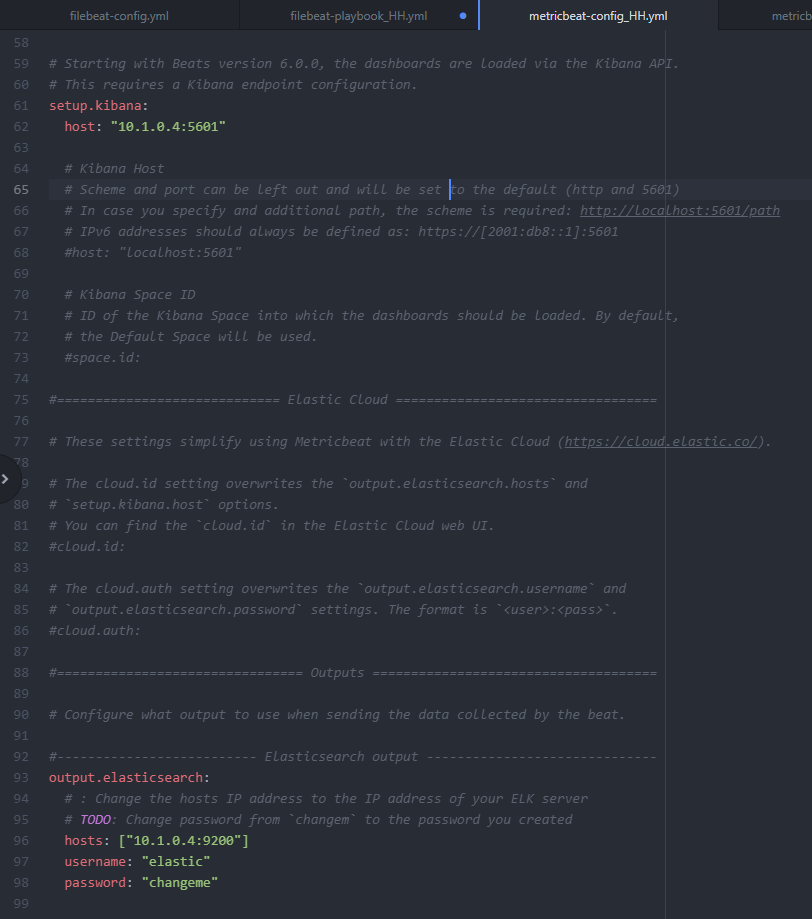 filebeat-config.yml filebeat-playbook_HH.yml metricbeat-config_HH.yml metricb
58
59 # Starting with Beats version 6.0.0, the dashboards are loaded via the Kibana API.
60 # This requires a Kibana endpoint configuration.
61 setup.kibana:
62 host: "10.1.0.4:5601"
63
64 # Kibana Host
65 # Scheme and port can be left out and will be set to the default (http and 5601)
66 # In case you specify and additional path, the scheme is required: http://localhost:5601/path
67 # IPv6 addresses should always be defined as: https://[2001:db8::1]:5601
68 #host: "localhost:5601"
69
70 # Kibana Space ID
71 # ID of the Kibana Space into which the dashboards should be loaded. By default,
72 # the Default Space will be used.
73 #space.id:
74
75 #============================= Elastic Cloud ==================================
76
77 # These settings simplify using Metricbeat with the Elastic Cloud (https://cloud.elastic.co/).
78
79 # The cloud.id setting overwrites the `output.elasticsearch.hosts` and
80 # `setup.kibana.host` options.
81 # You can find the `cloud.id` in the Elastic Cloud web UI.
82 #cloud.id:
83
84 # The cloud.auth setting overwrites the `output.elasticsearch.username` and
85 # `output.elasticsearch.password` settings. The format is `<user>:<pass>`.
86 #cloud.auth:
87
88 #================================ Outputs =====================================
89
90 # Configure what output to use when sending the data collected by the beat.
91
92 #-------------------------- Elasticsearch output ------------------------------
93 output.elasticsearch:
94 # : Change the hosts IP address to the IP address of your ELK server
95 # TODO: Change password from `changem` to the password you created
96 hosts: ["10.1.0.4:9200"]
97 username: "elastic"
98 password: "changeme"
99